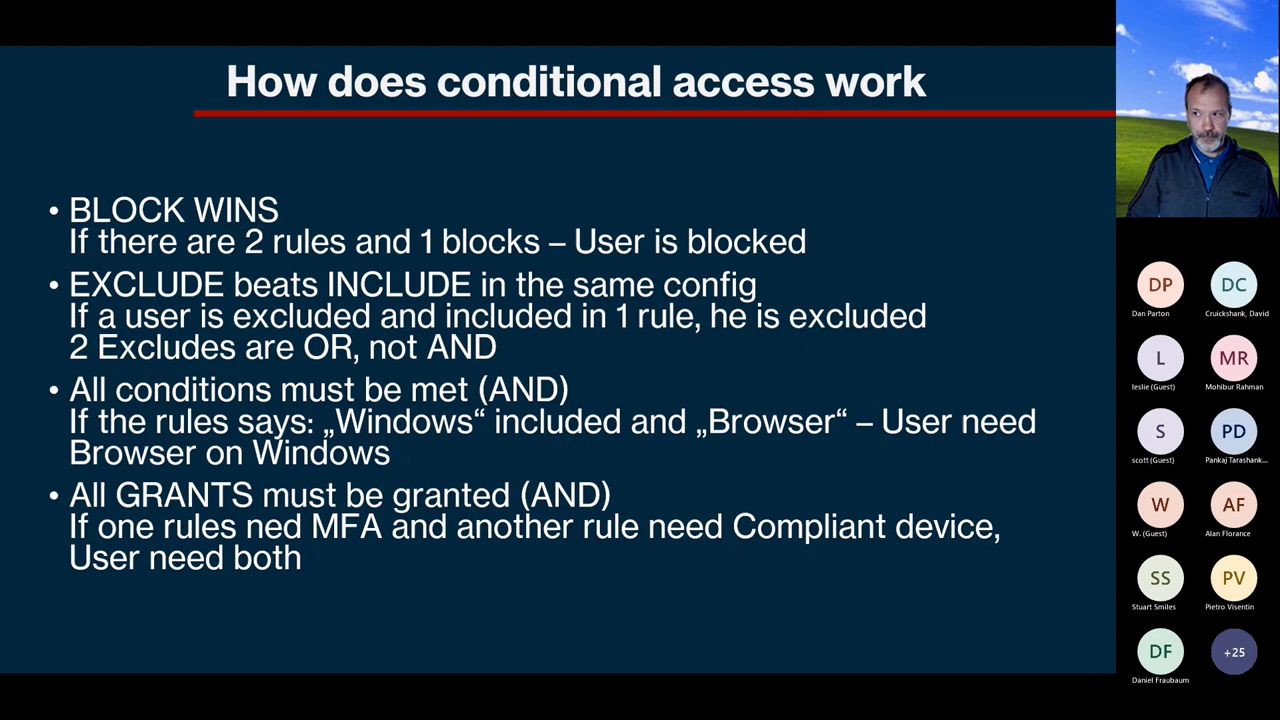 How does conditional access work
• BLOCK WINS
If there are 2 rules and 1 blocks – User is blocked
• EXCLUDE beats INCLUDE in the same config
If a user is excluded and included in 1 rule, he is excluded
2 Excludes are OR, not AND
• All conditions must be met (AND)
If the rules says: „Windows“ included and „Browser“ – User need
Browser on Windows
• All GRANTS must be granted (AND)
If one rules ned MFA and another rule need Compliant device,
User need both
DP
DC
Dan Parton
Cruickshank, David
L
MR
leslie (Guest)
Mohibur Rahman
S
PD
scott (Guest)
Pankaj Tarashank...
W
AF
W. (Guest)
Alan Florance
SS
PV
Stuart Smiles
Pietro Visentin
DF
+25
Daniel Fraubaum